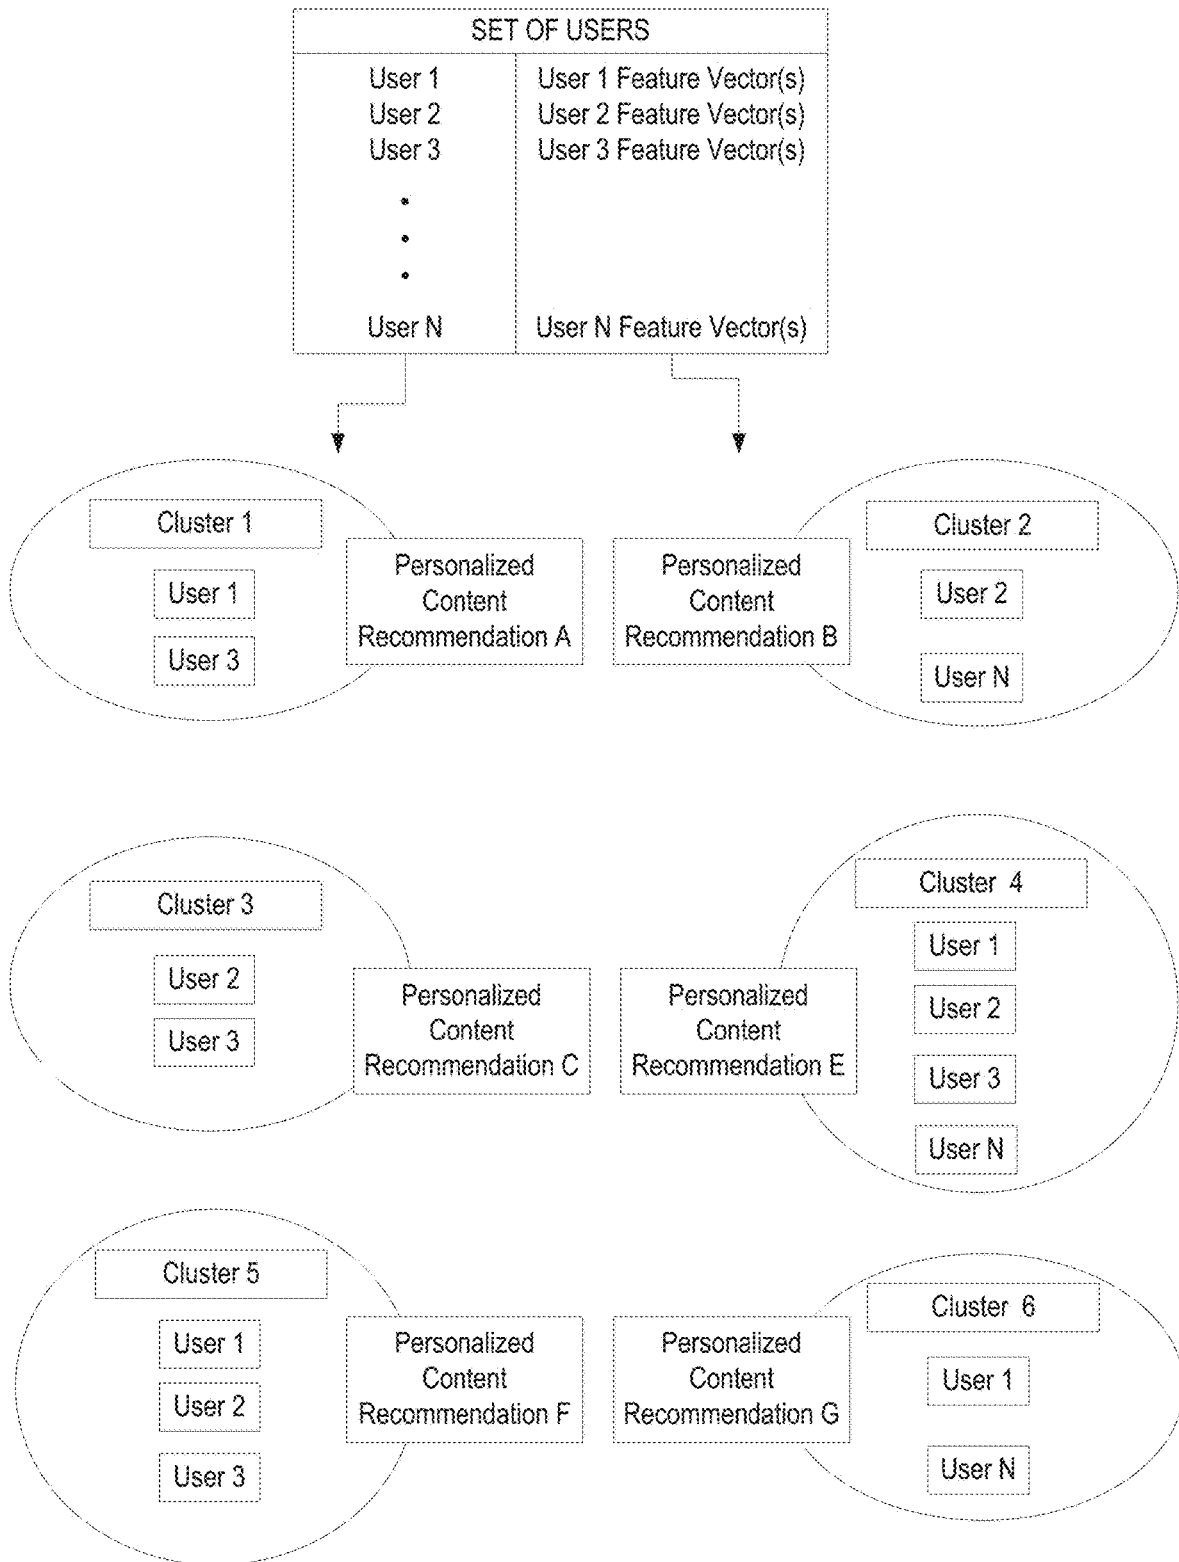 SET OF USERS
User 1 User 1 Feature Vector(s)
User 2 User 2 Feature Vector(s)
User 3 User 3 Feature Vector(s)
User N User N Feature Vector(s)
Cluster 1
User 1
User 3
Personalized
Content
Recommendation A
Personalized
Content
Recommendation B
Cluster 2
User 2
User N
Cluster 3
User 2
User 3
Personalized
Content
Recommendation C
Personalized
Content
Recommendation E
Cluster 4
User 1
User 2
User 3
User N
Cluster 5
User 1
User 2
User 3
Personalized
Content
Recommendation F
Personalized
Content
Recommendation G
Cluster 6
User 1
User N